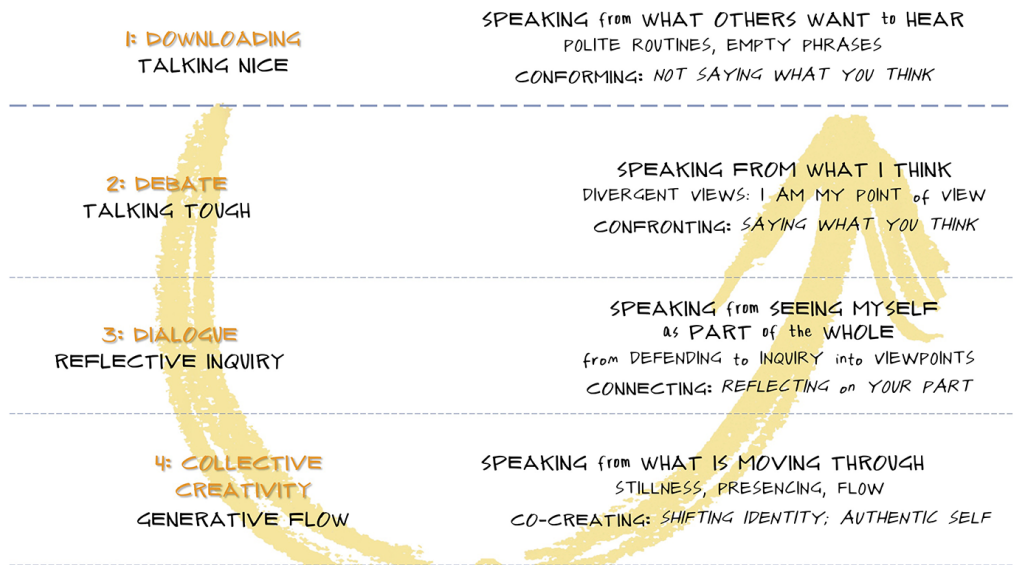 1: DOWNLOADING
TALKING NICE
SPEAKING from WHAT OTHERS WANT to HEAR
POLITE ROUTINES, EMPTY PHRASES
CONFORMING: NOT SAYING WHAT YOU THINK
2: DEBATE
TALKING TOUGH
SPEAKING FROM WHAT I THINK
DIVERGENT VIEWS: I AM MY POINT of VIEW
CONFRONTING: SAYING WHAT YOU THINK
3: DIALOGUE
REFLECTIVE INQUIRY
SPEAKING from SEEING MYSELF
as PART of the WHOLE
from DEFENDING to INQUIRY into VIEWPOINTS
CONNECTING: REFLECTING on YOUR PART
4: COLLECTIVE
CREATIVITY
GENERATIVE FLOW
SPEAKING from WHAT IS MOVING THROUGH
STILLNESS, PRESENCING, FLOW
CO-CREATING: SHIFTING IDENTITY; AUTHENTIC SELF